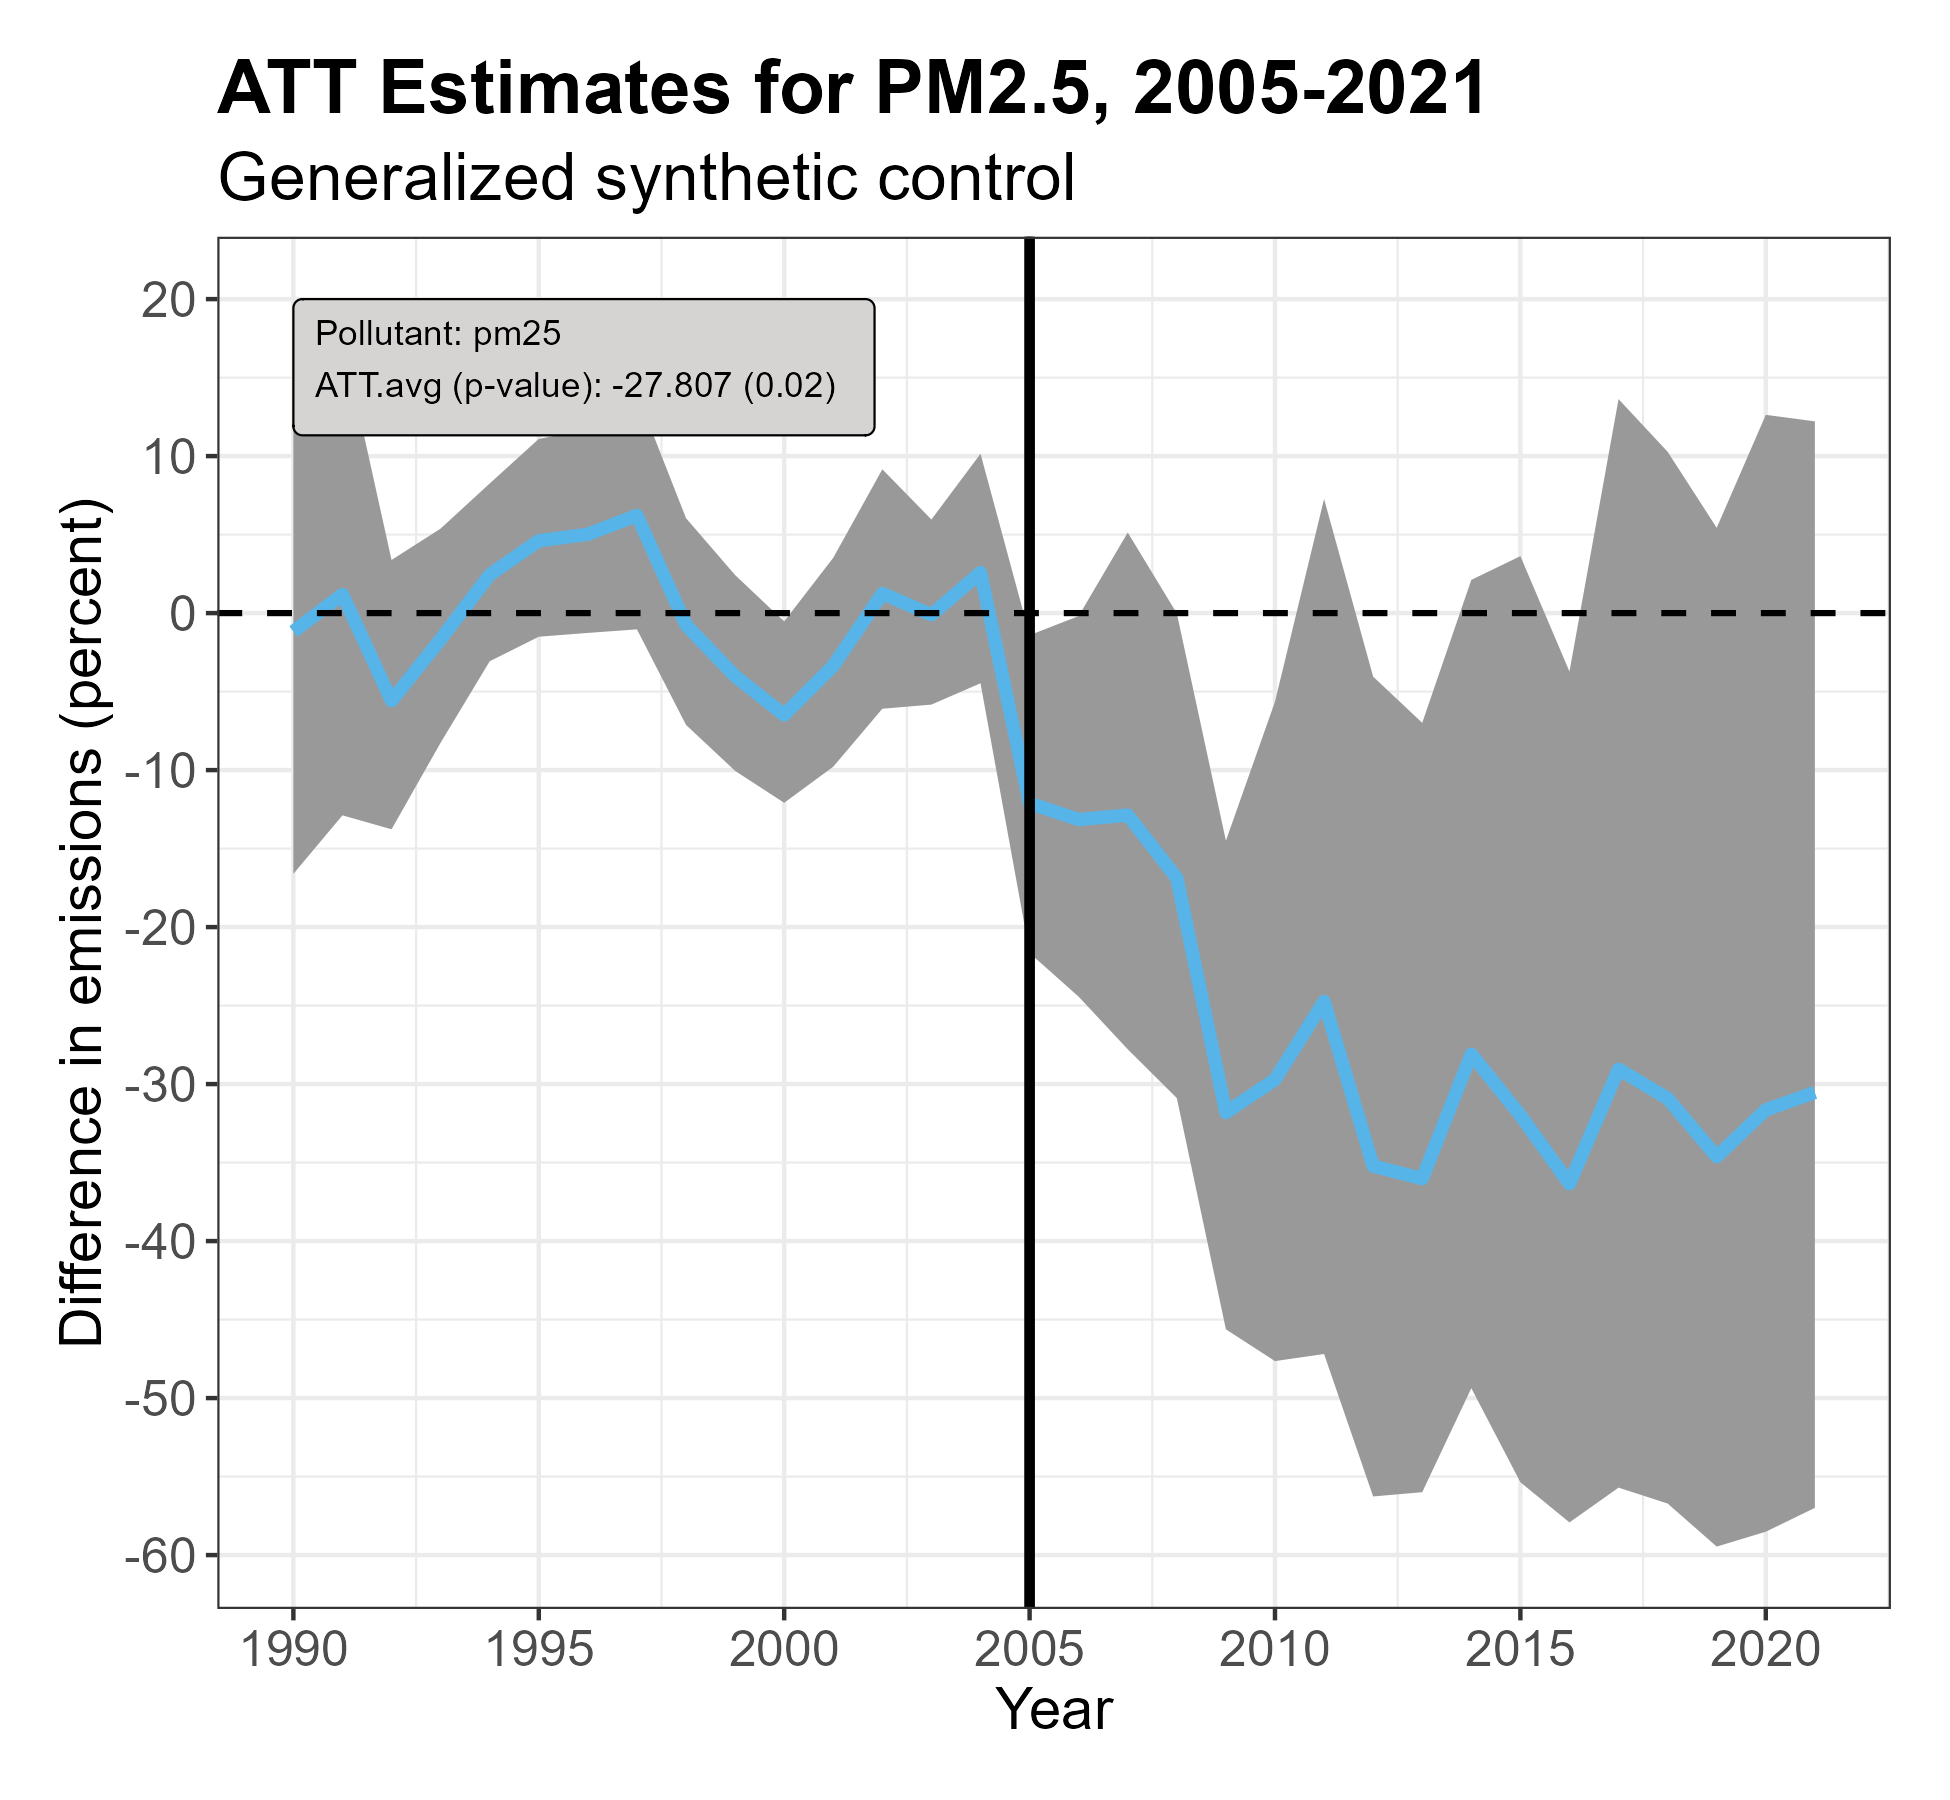 ATT Estimates for PM2.5, 2005-2021
Generalized synthetic control
Pollutant: pm25
ATT.avg (p-value): -27.807 (0.02)
Difference in emissions (percent)
20
10
0
-10
-20
-30
-40
-50
-60
1990 1995 2000 2005 2010 2015 2020
Year